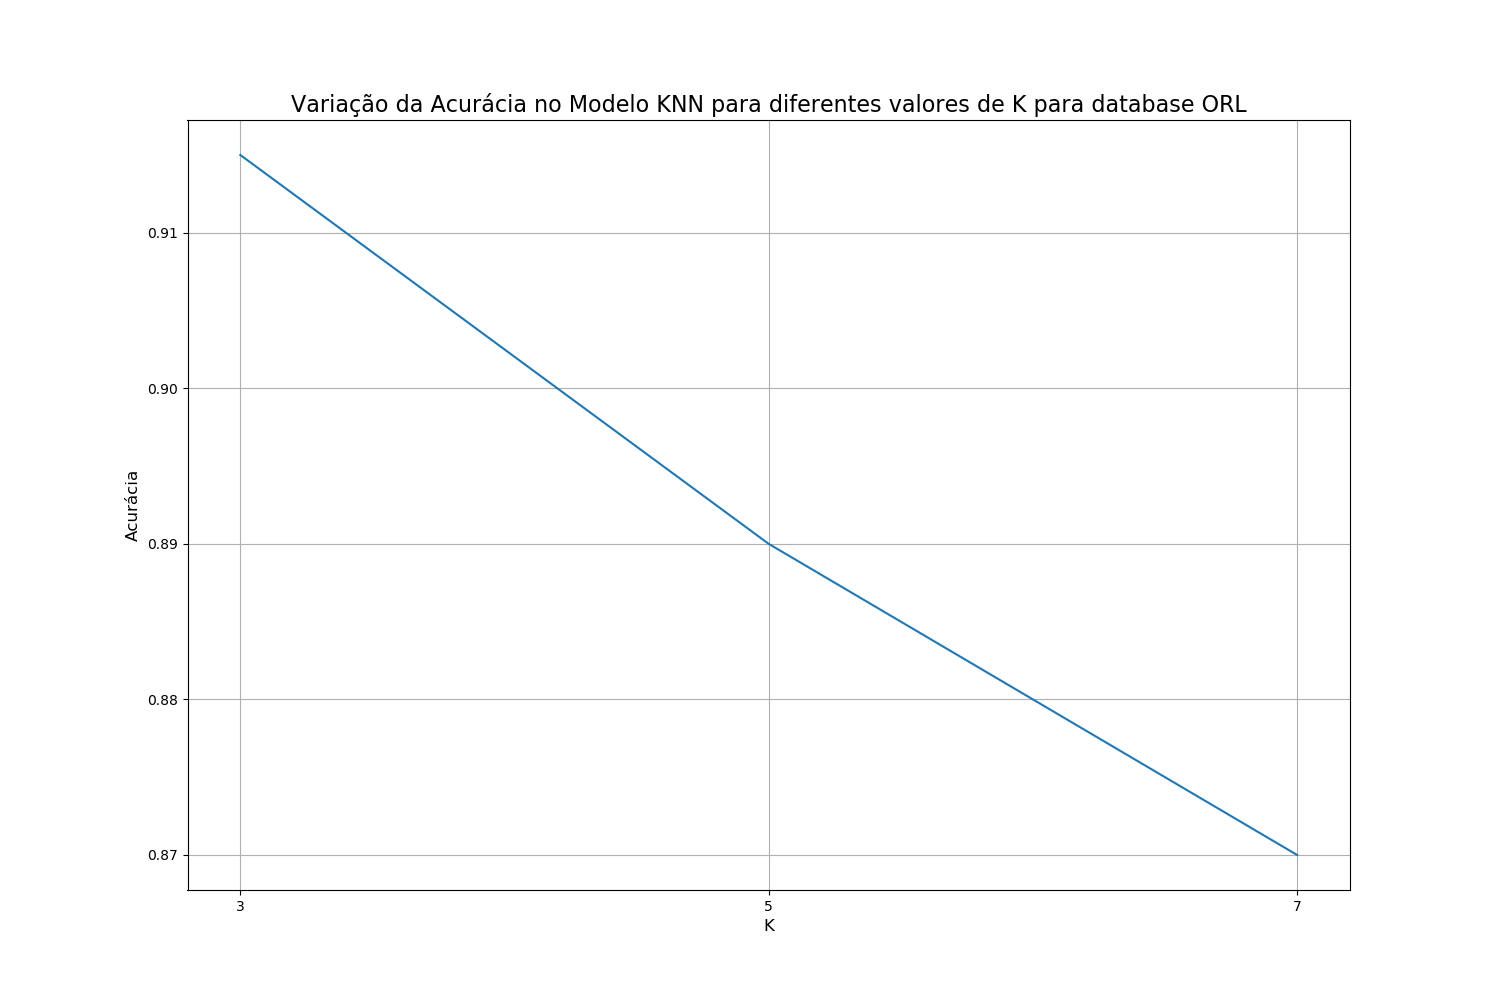 Variação da Acurácia no Modelo KNN para diferentes valores de K para database ORL
0.91
0.90
0.89
0.88
0.87
Acurácia
3 5 7
K